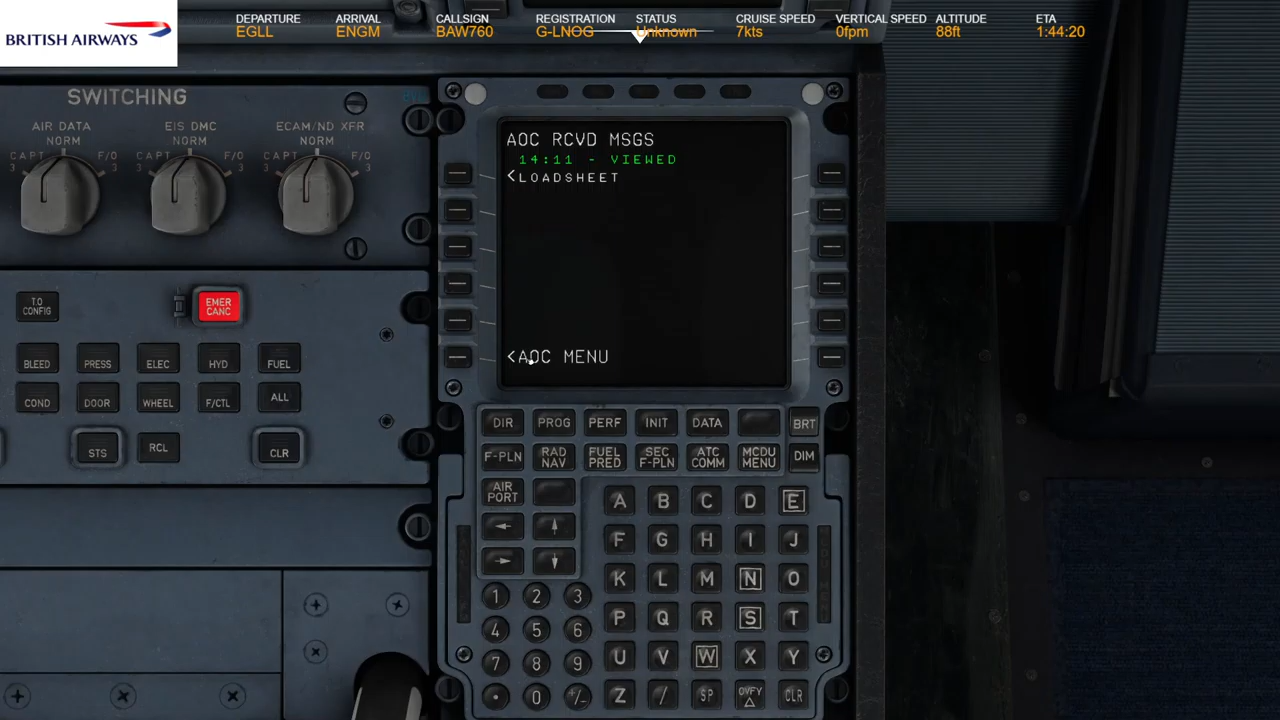 DEPARTURE ARRIVAL CALLSIGN REGISTRATION STATUS CRUISE SPEED VERTICAL SPEED ALTITUDE ETA
EGLL ENGM BAW760 G-LNOG Unknown 7kts 0fpm 88ft 1:44:20
BRITISH AIRWAYS
SWITCHING
AIR DATA EIS DMC ECAM/ND XFR
NORM NORM NORM
CAPT F/O CAPT F/O CAPT F/O
3 3 3 3
AOC RCVD MSGS
14:11 - VIEWED
<LOADSHEET
<AOC MENU
T.O CONFIG
EMER CANC
BLEED PRESS ELEC HYD FUEL
COND DOOR WHEEL F/CTL ALL
STS RCL CLR
DIR PROG PERF INIT DATA BRT
F-PLN RAD NAV FUEL PRED SEC F-PLN ATC COMM MCDU MENU DIM
AIR PORT
← ↑
→ ↓
A B C D E
F G H I J
K L M N O
P Q R S T
U V W X Y
Z / SP OVFY △ CLR
1 2 3
4 5 6
7 8 9
. 0 +/-